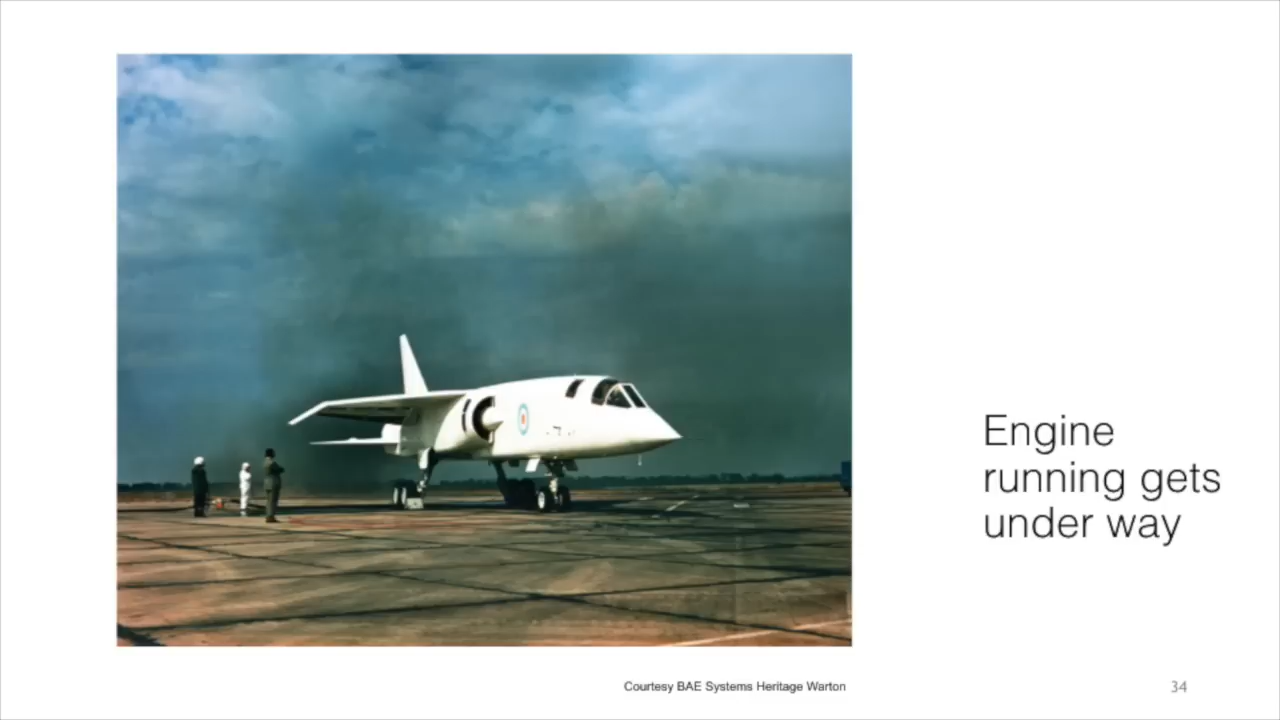 Engine
running gets
under way
Courtesy BAE Systems Heritage Warton
34